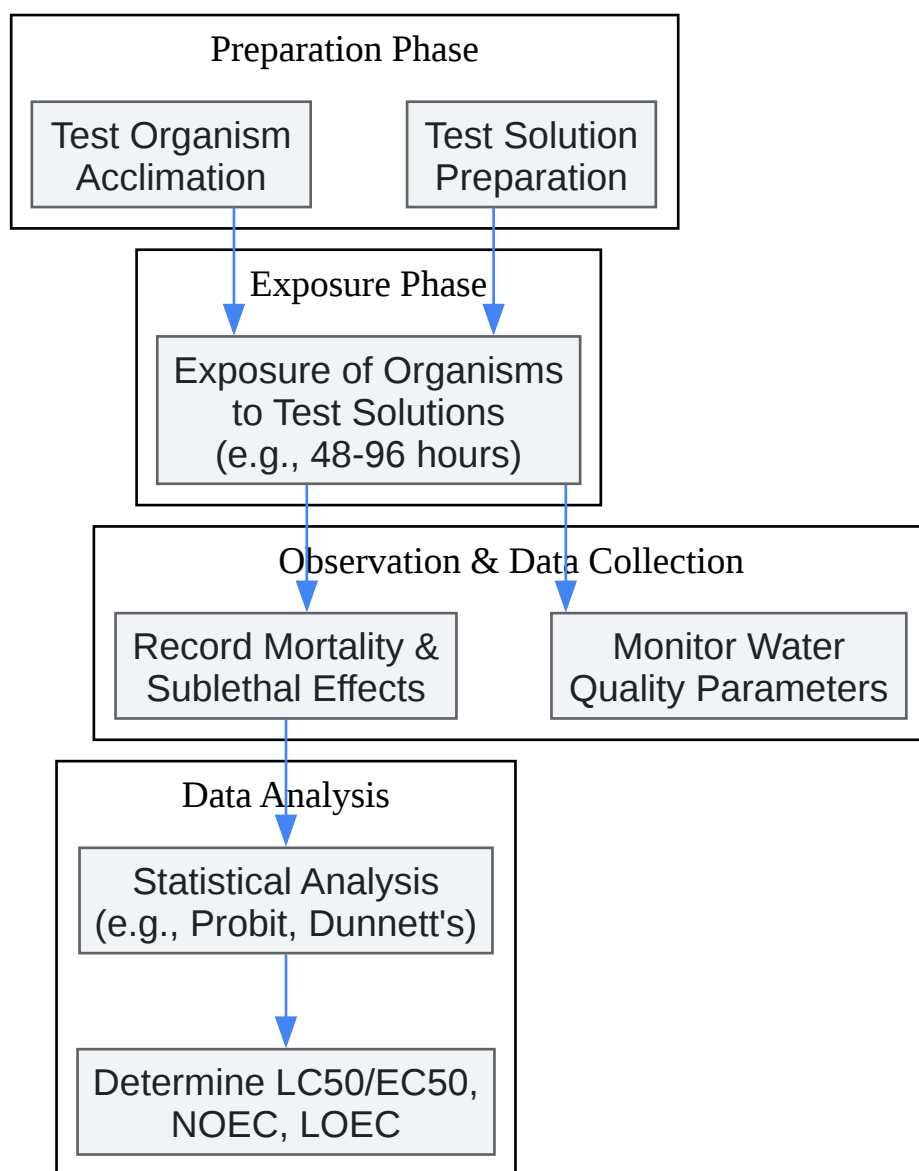 Preparation Phase
Test Organism
Acclimation
Test Solution
Preparation
Exposure Phase
Exposure of Organisms
to Test Solutions
(e.g., 48-96 hours)
Observation & Data Collection
Record Mortality &
Sublethal Effects
Monitor Water
Quality Parameters
Data Analysis
Statistical Analysis
(e.g., Probit, Dunnett's)
Determine LC50/EC50,
NOEC, LOEC